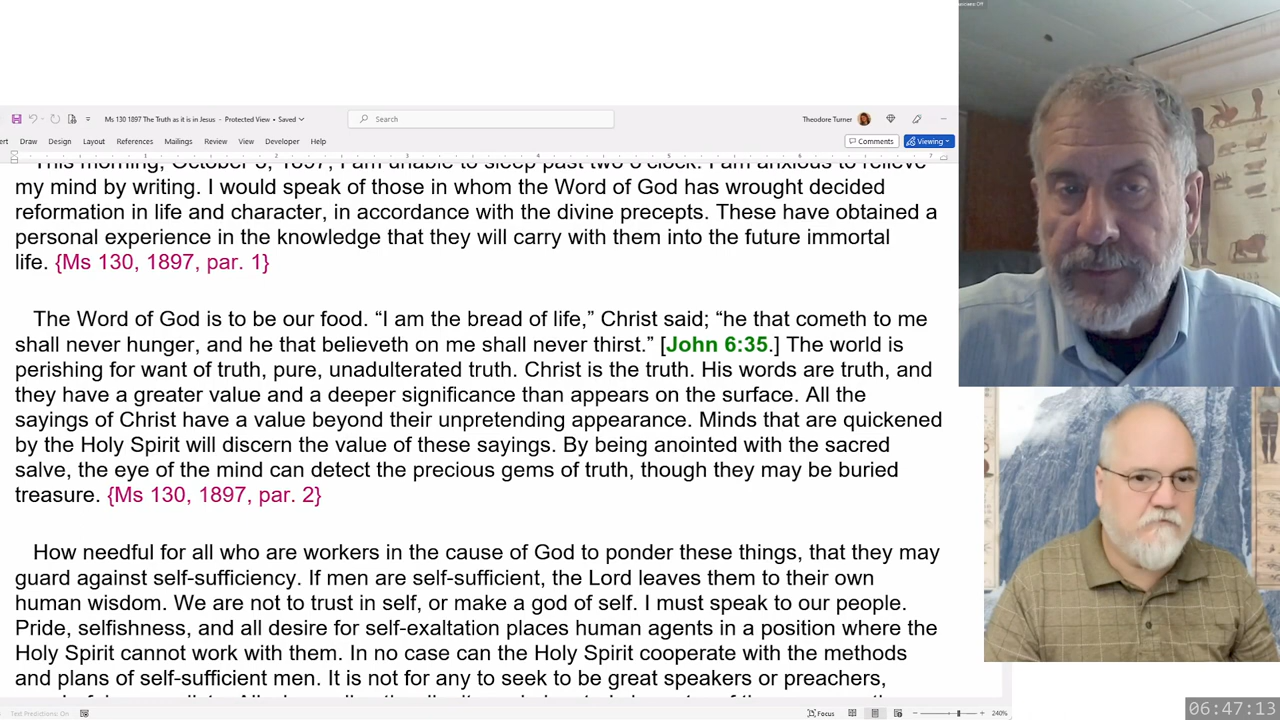 Ms 130 1897 The Truth as it is in Jesus - Protected View • Saved
Search
Theodore Turner
Draw Design Layout References Mailings Review View Developer Help
Comments Viewing
my mind by writing. I would speak of those in whom the Word of God has wrought decided
reformation in life and character, in accordance with the divine precepts. These have obtained a
personal experience in the knowledge that they will carry with them into the future immortal
life. {Ms 130, 1897, par. 1}
The Word of God is to be our food. “I am the bread of life,” Christ said; “he that cometh to me
shall never hunger, and he that believeth on me shall never thirst.” [John 6:35.] The world is
perishing for want of truth, pure, unadulterated truth. Christ is the truth. His words are truth, and
they have a greater value and a deeper significance than appears on the surface. All the
sayings of Christ have a value beyond their unpretending appearance. Minds that are quickened
by the Holy Spirit will discern the value of these sayings. By being anointed with the sacred
salve, the eye of the mind can detect the precious gems of truth, though they may be buried
treasure. {Ms 130, 1897, par. 2}
How needful for all who are workers in the cause of God to ponder these things, that they may
guard against self-sufficiency. If men are self-sufficient, the Lord leaves them to their own
human wisdom. We are not to trust in self, or make a god of self. I must speak to our people.
Pride, selfishness, and all desire for self-exaltation places human agents in a position where the
Holy Spirit cannot work with them. In no case can the Holy Spirit cooperate with the methods
and plans of self-sufficient men. It is not for any to seek to be great speakers or preachers,
Text Predictions: On
Focus
240%
06:47:13